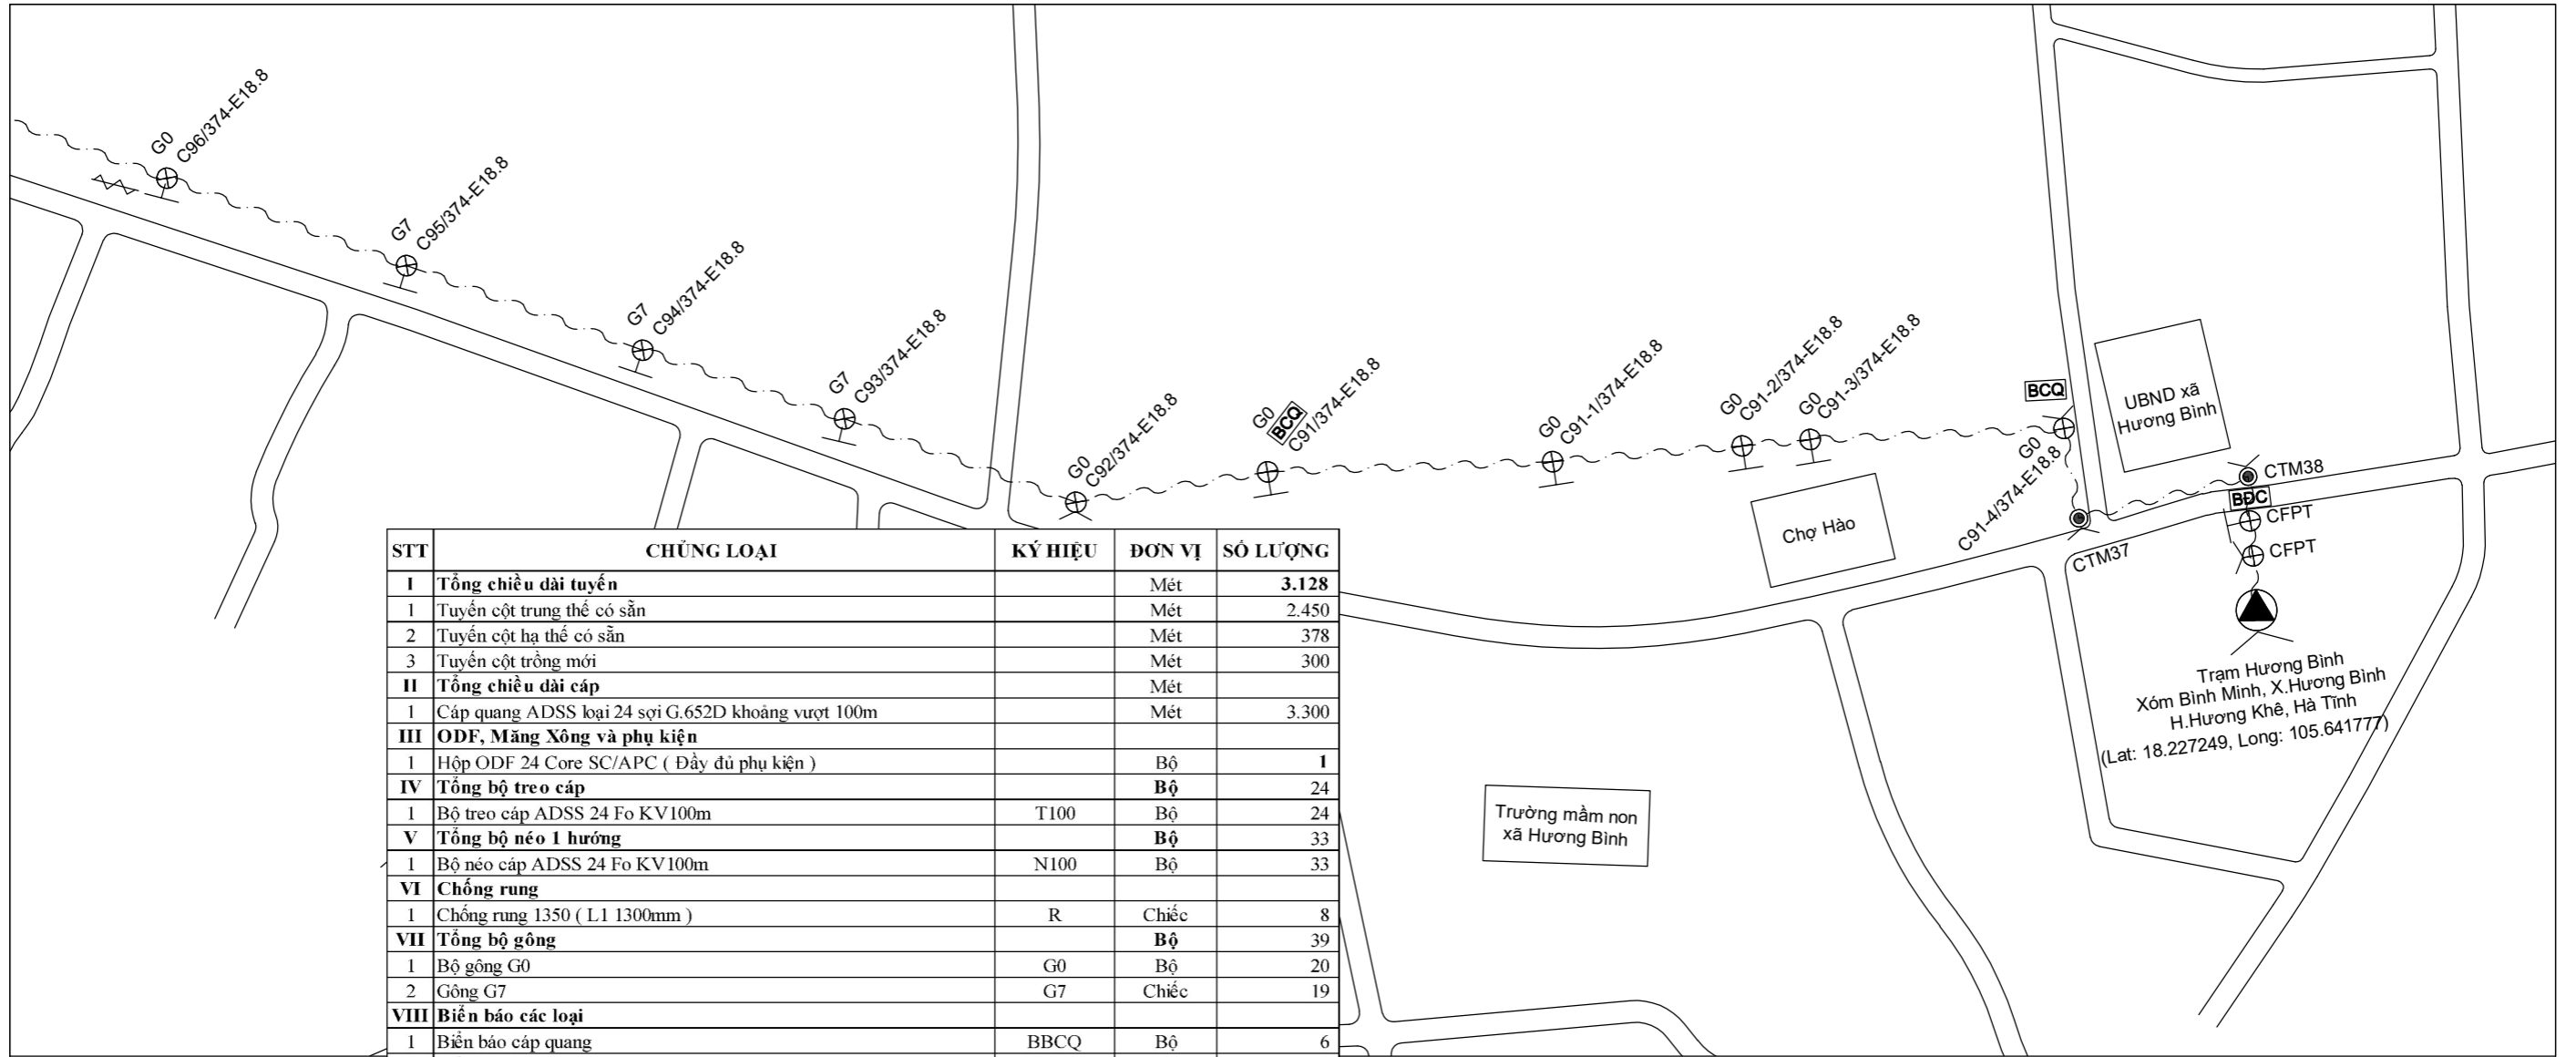 G0
C96/374-E18.8
G7
C95/374-E18.8
G7
C94/374-E18.8
G7
C93/374-E18.8
G0
C92/374-E18.8
G0
BCQ
C91/374-E18.8
G0
C91-1/374-E18.8
G0
C91-2/374-E18.8
G0
C91-3/374-E18.8
BCQ
G0
C91-4/374-E18.8
UBND xã
Hương Bình
CTM38
BĐC
CFPT
CFPT
CTM37
Chợ Hào
Trạm Hương Bình
Xóm Bình Minh, X.Hương Bình
H.Hương Khê, Hà Tĩnh
(Lat: 18.227249, Long: 105.641777)
Trường mầm non
xã Hương Bình
STT CHỦNG LOẠI KÝ HIỆU ĐƠN VỊ SỐ LƯỢNG
I Tổng chiều dài tuyến Mét 3.128
1 Tuyến cột trung thế có sẵn Mét 2.450
2 Tuyến cột hạ thế có sẵn Mét 378
3 Tuyến cột trồng mới Mét 300
II Tổng chiều dài cáp Mét
1 Cáp quang ADSS loại 24 sợi G.652D khoảng vượt 100m Mét 3.300
III ODF, Măng Xông và phụ kiện
1 Hộp ODF 24 Core SC/APC ( Đầy đủ phụ kiện ) Bộ 1
IV Tổng bộ treo cáp Bộ 24
1 Bộ treo cáp ADSS 24 Fo KV100m T100 Bộ 24
V Tổng bộ néo 1 hướng Bộ 33
1 Bộ néo cáp ADSS 24 Fo KV100m N100 Bộ 33
VI Chống rung
1 Chống rung 1350 ( L1 1300mm ) R Chiếc 8
VII Tổng bộ gông Bộ 39
1 Bộ gông G0 G0 Bộ 20
2 Gông G7 G7 Chiếc 19
VIII Biển báo các loại
1 Biển báo cáp quang BBCQ Bộ 6